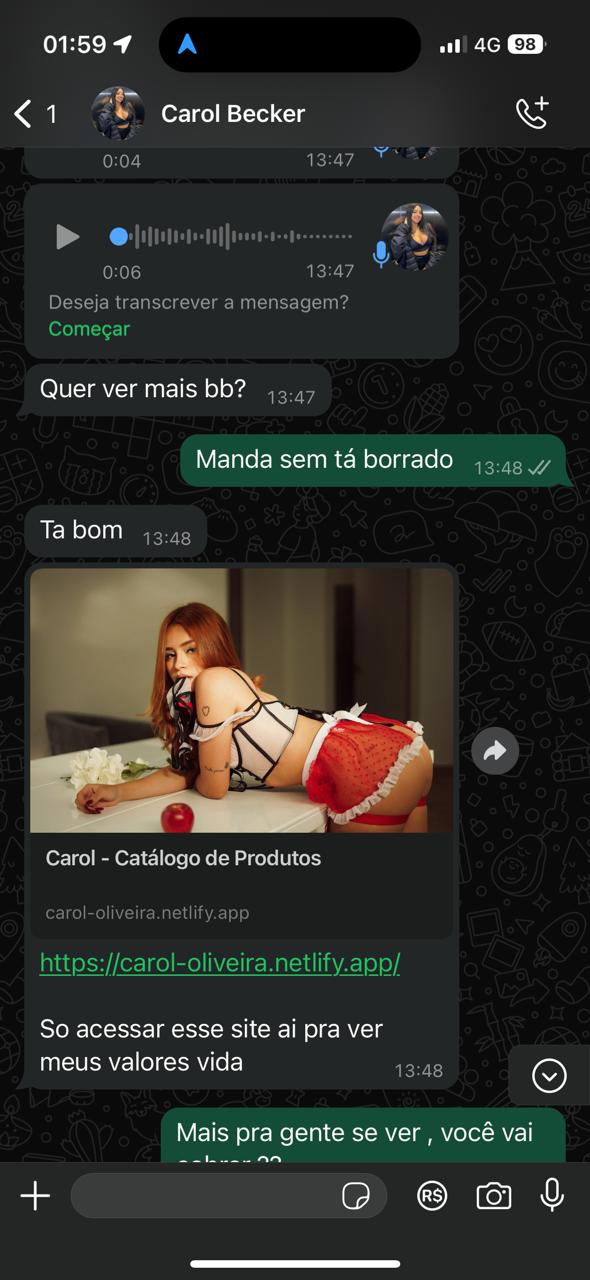 01:59
4G 98
1 Carol Becker
0:04 13:47
0:06 13:47
Deseja transcrever a mensagem?
Começar
Quer ver mais bb? 13:47
Manda sem tá borrado 13:48
Ta bom 13:48
Carol - Catálogo de Produtos
carol-oliveira.netlify.app
https://carol-oliveira.netlify.app/
So acessar esse site ai pra ver
meus valores vida 13:48
Mais pra gente se ver , você vai
cobrar ??
R$